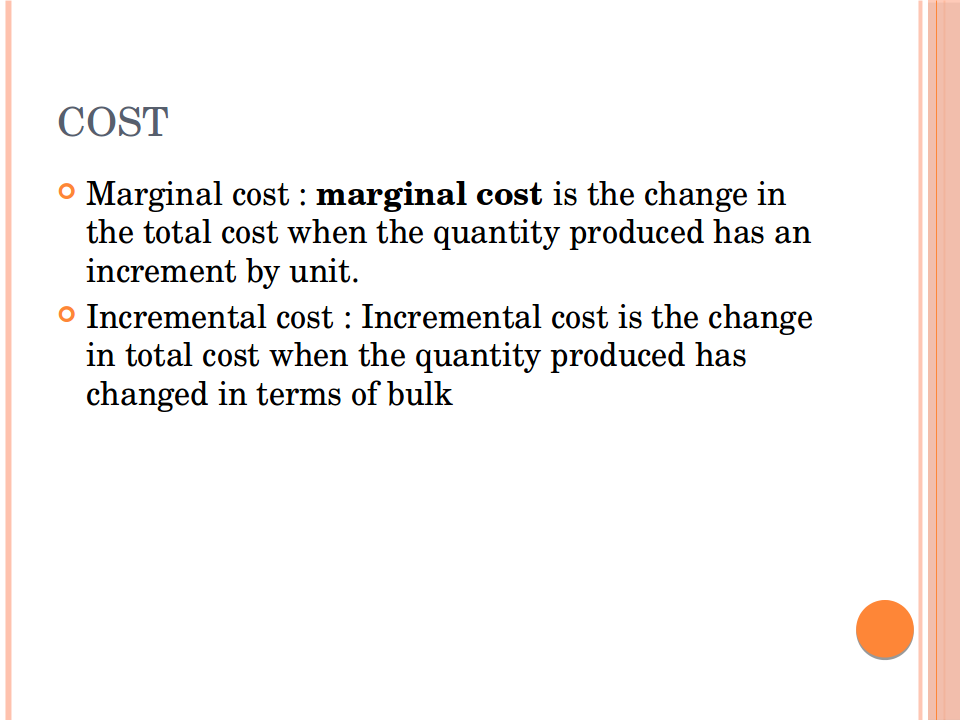 COST
Marginal cost : marginal cost is the change in
the total cost when the quantity produced has an
increment by unit.
Incremental cost : Incremental cost is the change
in total cost when the quantity produced has
changed in terms of bulk